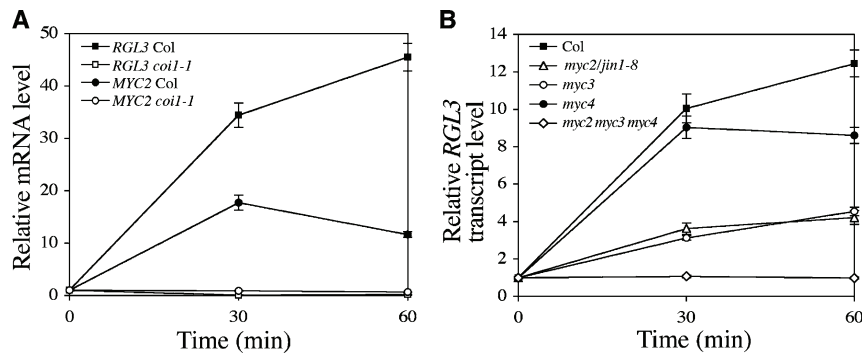 A
RGL3 Col
RGL3 coi1-1
MYC2 Col
MYC2 coi1-1
Relative mRNA level
50
40
30
20
10
0
0 30 60
Time (min)
B
Col
myc2/jin1-8
myc3
myc4
myc2 myc3 myc4
Relative RGL3
transcript level
14
12
10
8
6
4
2
0
0 30 60
Time (min)